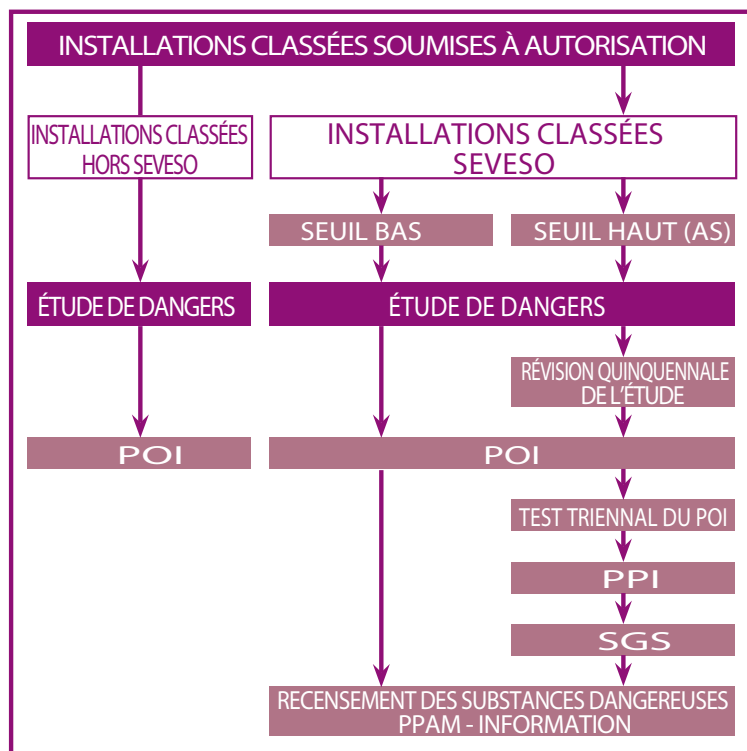 INSTALLATIONS CLASSÉES SOUMISES À AUTORISATION
INSTALLATIONS CLASSÉES
HORS SEVESO
INSTALLATIONS CLASSÉES
SEVESO
SEUIL BAS
SEUIL HAUT (AS)
ÉTUDE DE DANGERS
ÉTUDE DE DANGERS
RÉVISION QUINQUENNALE
DE L'ÉTUDE
POI
POI
TEST TRIENNAL DU POI
PPI
SGS
RECENSEMENT DES SUBSTANCES DANGEREUSES
PPAM - INFORMATION